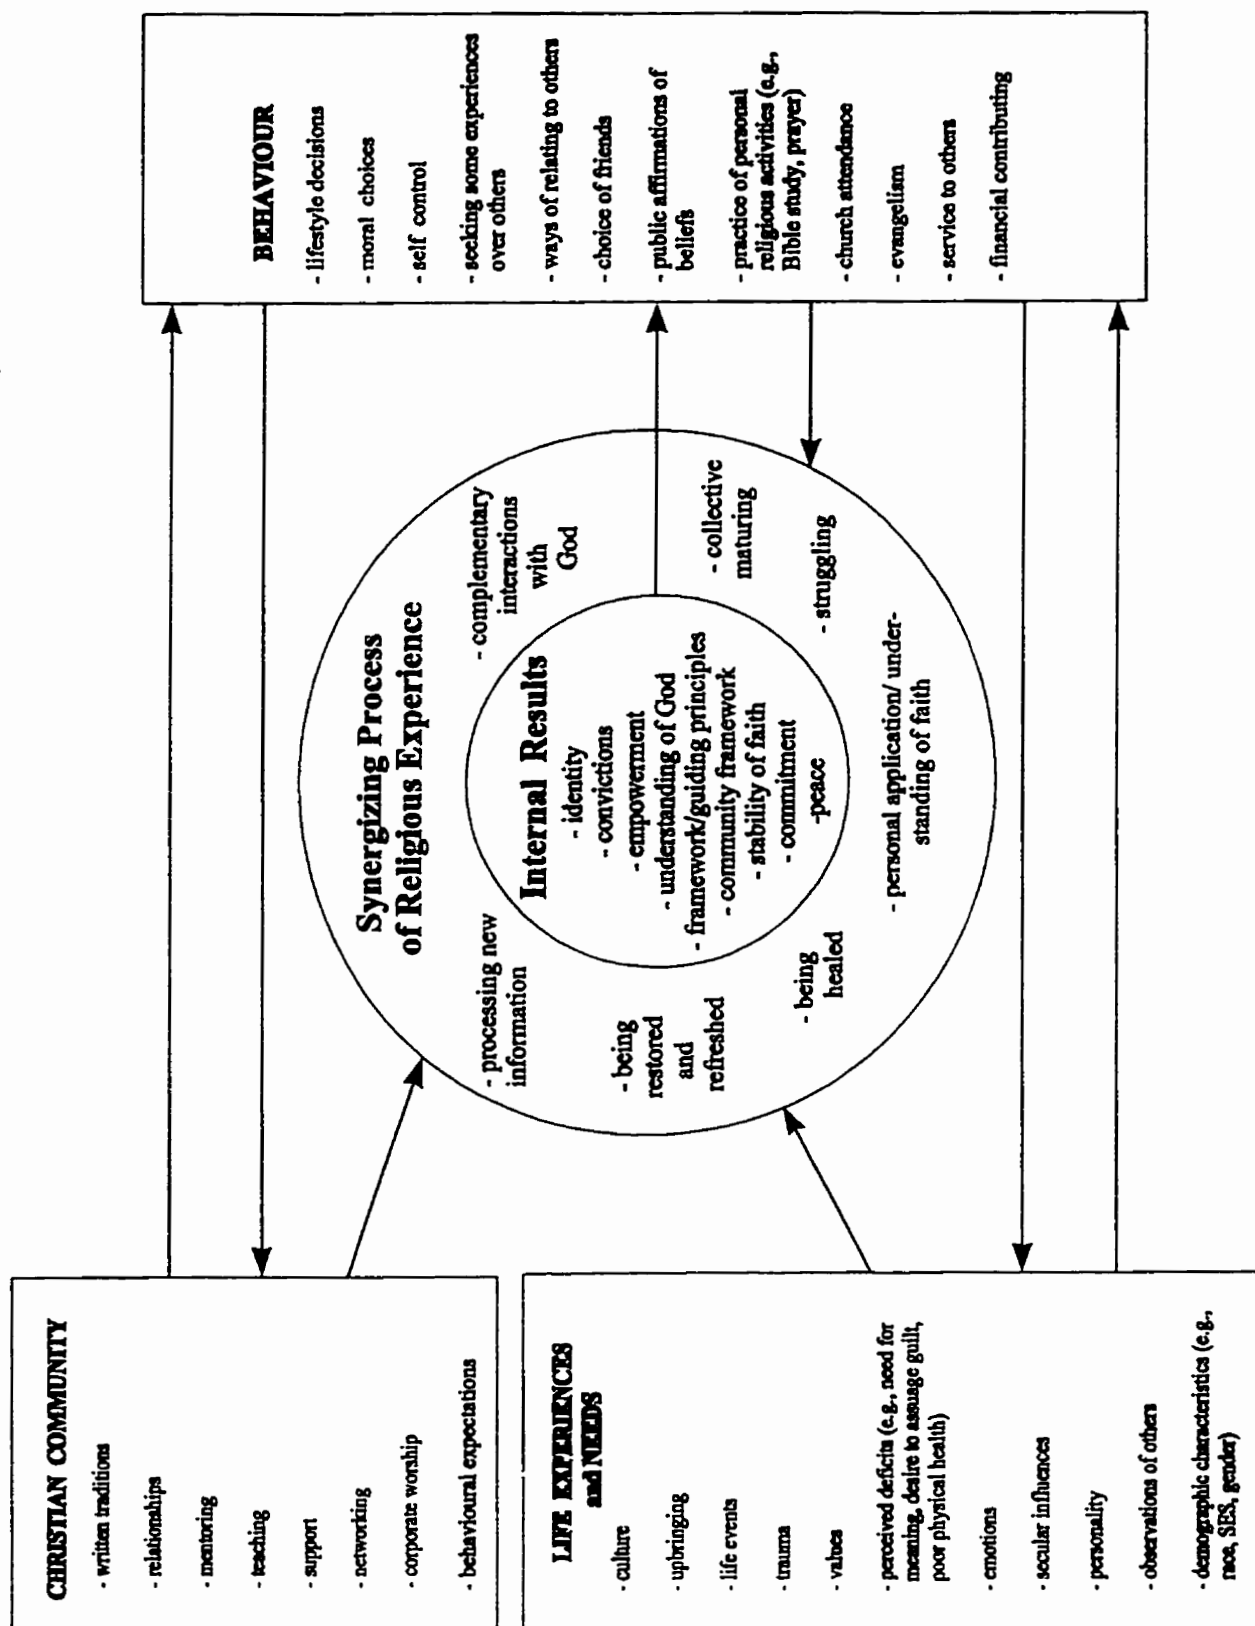 CHRISTIAN COMMUNITY
- written traditions
- relationships
- mentoring
- teaching
- support
- networking
- corporate worship
- behavioural expectations
LIFE EXPERIENCES
and NEEDS
- culture
- upbringing
- life events
- trauma
- values
- perceived deficits (e.g., need for
meaning, desire to assuage guilt,
poor physical health)
- emotions
- secular influences
- personality
- observations of others
- demographic characteristics (e.g.,
race, SES, gender)
Synergizing Process
of Religious Experience
- processing new
information
- complementary
interactions
with
God
- being
restored
and
refreshed
- collective
maturing
- being
healed
- struggling
- personal application/ under-
standing of faith
Internal Results
- identity
- convictions
- empowerment
- understanding of God
- framework/guiding principles
- community framework
- stability of faith
- commitment
-peace
BEHAVIOUR
- lifestyle decisions
- moral choices
- self control
- seeking some experiences
over others
- ways of relating to others
- choice of friends
- public affirmations of
beliefs
- practice of personal
religious activities (e.g.,
Bible study, prayer)
- church attendance
- evangelism
- service to others
- financial contributing